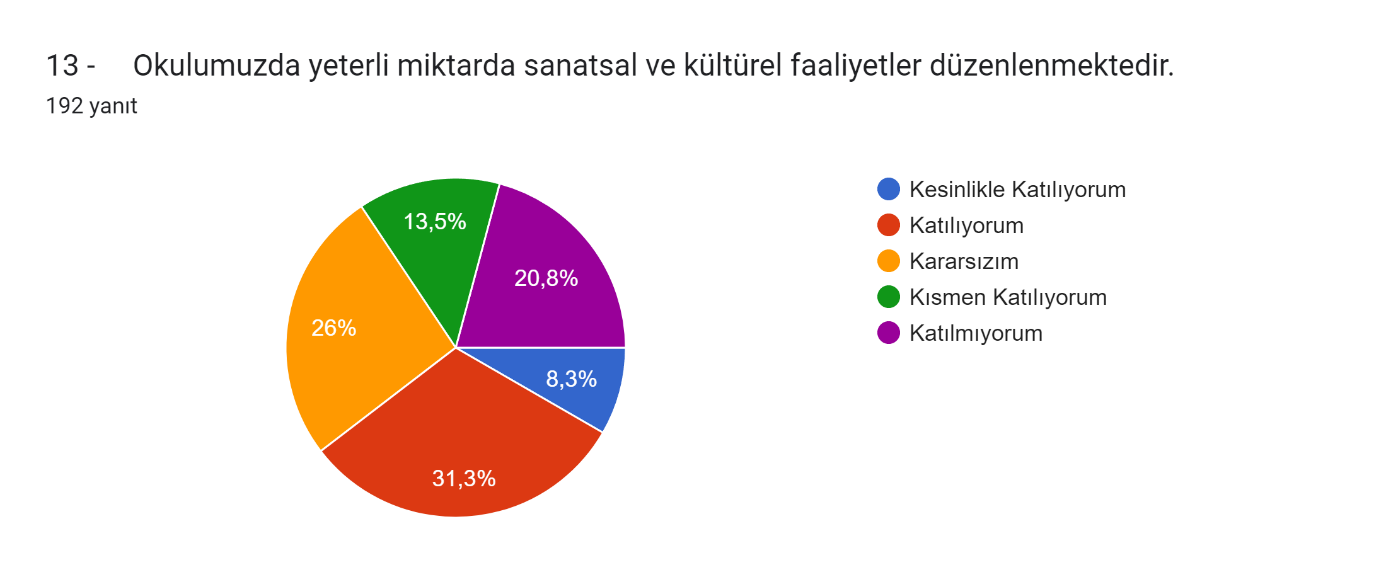 13 - Okulumuzda yeterli miktarda sanatsal ve kültürel faaliyetler düzenlenmektedir.
192 yanıt
13,5%
20,8%
26%
8,3%
31,3%
Kesinlikle Katılıyorum
Katılıyorum
Kararsızım
Kısmen Katılıyorum
Katılmıyorum